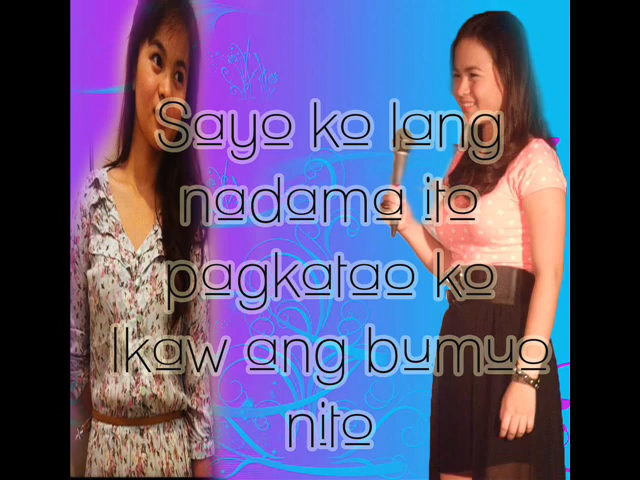 Sayo ko lang
nadama ito
pagkatao ko
Ikaw ang bumuo
nito